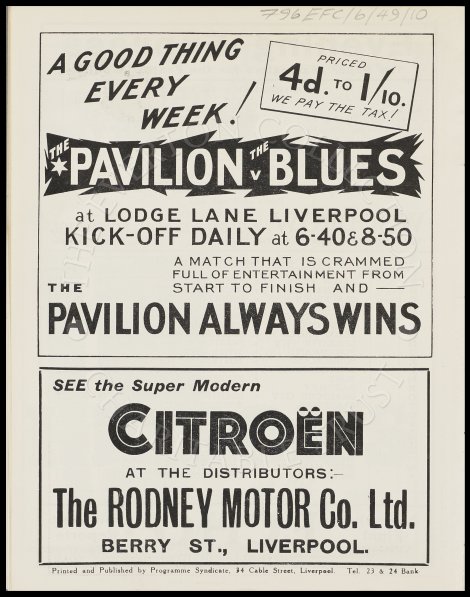 796EFC/6/49/10
A GOOD THING
EVERY
WEEK!
PRICED
4d. TO 1/10.
WE PAY THE TAX!
THE PAVILION THE v BLUES
at LODGE LANE LIVERPOOL
KICK-OFF DAILY at 6-40 & 8-50
A MATCH THAT IS CRAMMED
FULL OF ENTERTAINMENT FROM
START TO FINISH AND —
THE
PAVILION ALWAYS WINS
SEE the Super Modern
CITROËN
AT THE DISTRIBUTORS:-
The RODNEY MOTOR Co. Ltd.
BERRY ST., LIVERPOOL.
Printed and Published by Programme Syndicate, 94 Cable Street, Liverpool. Tel. 23 & 24 Bank